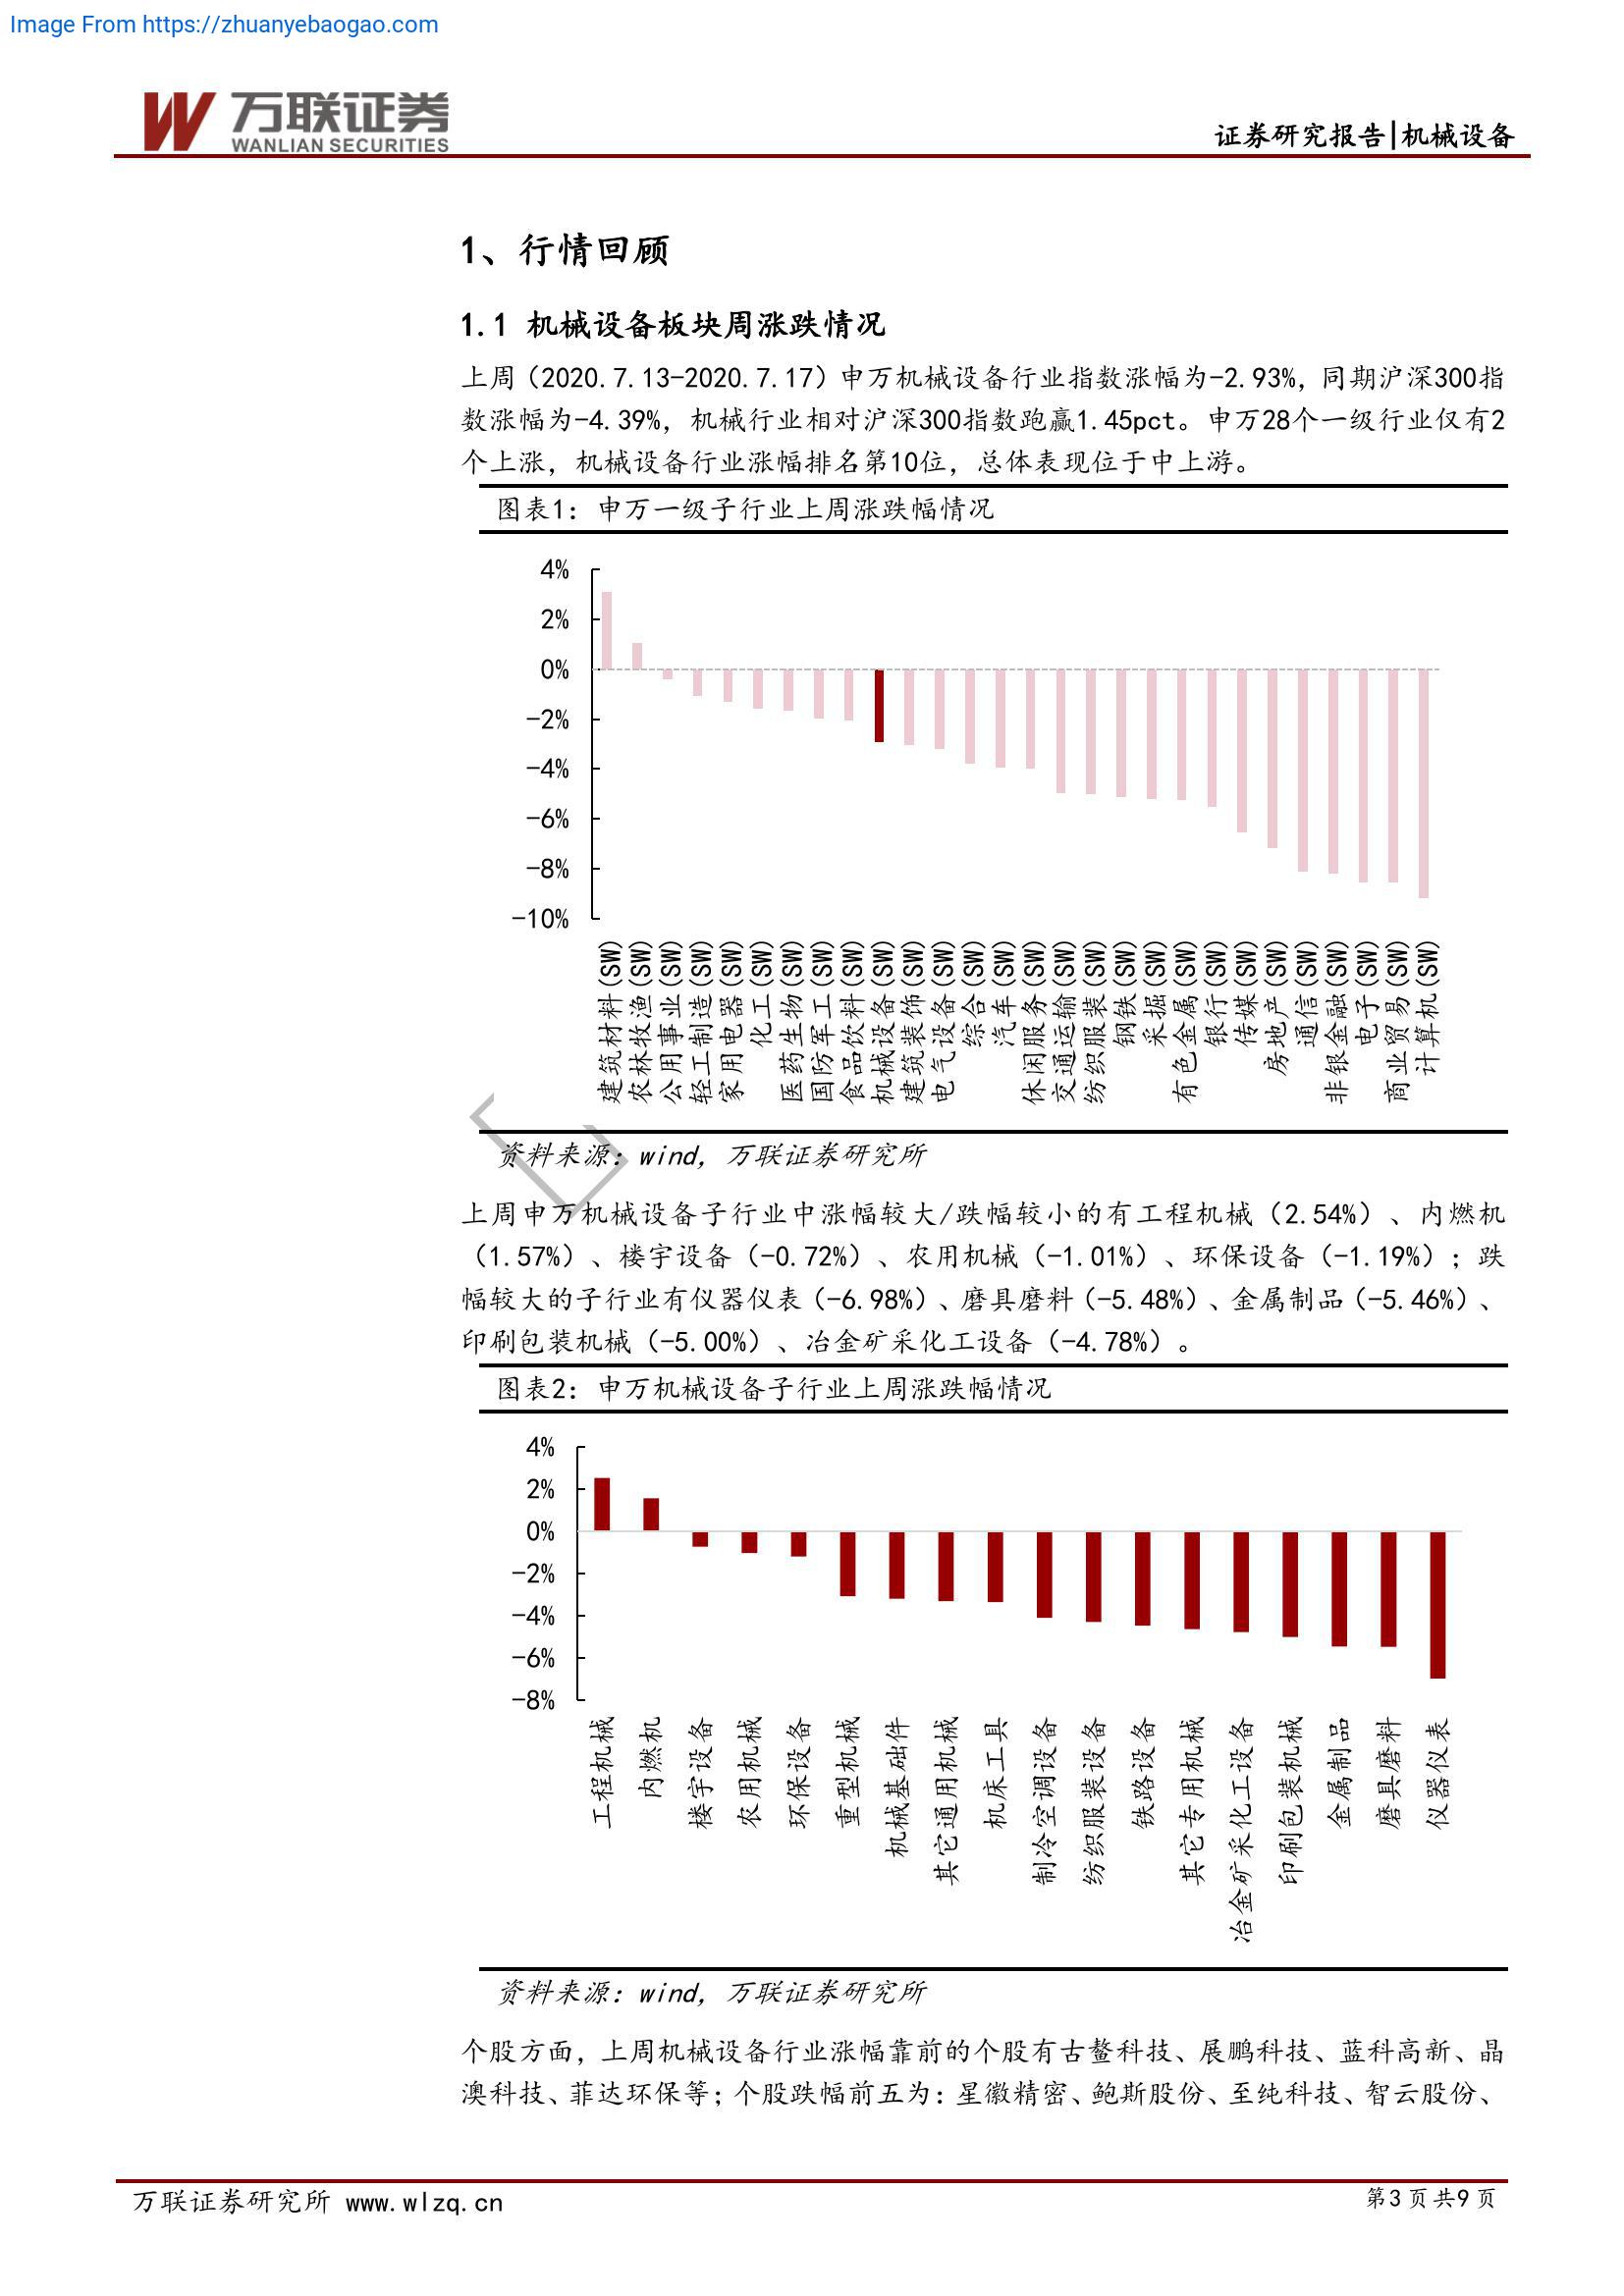 Image From https://zhuanyebaogao.com
万联证券
WANLIAN SECURITIES
证券研究报告|机械设备
1、行情回顾
1.1 机械设备板块周涨跌情况
上周（2020.7.13-2020.7.17）申万机械设备行业指数涨幅为-2.93%，同期沪深300指
数涨幅为-4.39%，机械行业相对沪深300指数跑赢1.45pct。申万28个一级行业仅有2
个上涨，机械设备行业涨幅排名第10位，总体表现位于中上游。
图表1：申万一级子行业上周涨跌幅情况
4%
2%
0%
-2%
-4%
-6%
-8%
-10%
建筑材料(SW)
农林牧渔(SW)
公用事业(SW)
轻工制造(SW)
家用电器(SW)
化工(SW)
医药生物(SW)
国防军工(SW)
食品饮料(SW)
机械设备(SW)
建筑装饰(SW)
电气设备(SW)
综合(SW)
汽车(SW)
休闲服务(SW)
交通运输(SW)
纺织服装(SW)
钢铁(SW)
采掘(SW)
有色金属(SW)
银行(SW)
传媒(SW)
房地产(SW)
通信(SW)
非银金融(SW)
电子(SW)
商业贸易(SW)
计算机(SW)
资料来源：wind，万联证券研究所
上周申万机械设备子行业中涨幅较大/跌幅较小的有工程机械（2.54%）、内燃机
（1.57%）、楼宇设备（-0.72%）、农用机械（-1.01%）、环保设备（-1.19%）；跌
幅较大的子行业有仪器仪表（-6.98%）、磨具磨料（-5.48%）、金属制品（-5.46%）、
印刷包装机械（-5.00%）、冶金矿采化工设备（-4.78%）。
图表2：申万机械设备子行业上周涨跌幅情况
4%
2%
0%
-2%
-4%
-6%
-8%
工程机械
内燃机
楼宇设备
农用机械
环保设备
重型机械
机械基础件
其它通用机械
机床工具
制冷空调设备
纺织服装设备
铁路设备
其它专用机械
冶金矿采化工设备
印刷包装机械
金属制品
磨具磨料
仪器仪表
资料来源：wind，万联证券研究所
个股方面，上周机械设备行业涨幅靠前的个股有古鳌科技、展鹏科技、蓝科高新、晶
澳科技、菲达环保等；个股跌幅前五为：星徽精密、鲍斯股份、至纯科技、智云股份、
万联证券研究所 www.wlzq.cn
第3页共9页